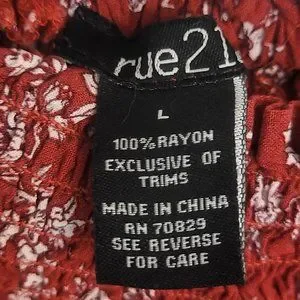 rue21
L
100% RAYON
EXCLUSIVE OF
TRIMS
MADE IN CHINA
RN 70829
SEE REVERSE
FOR CARE